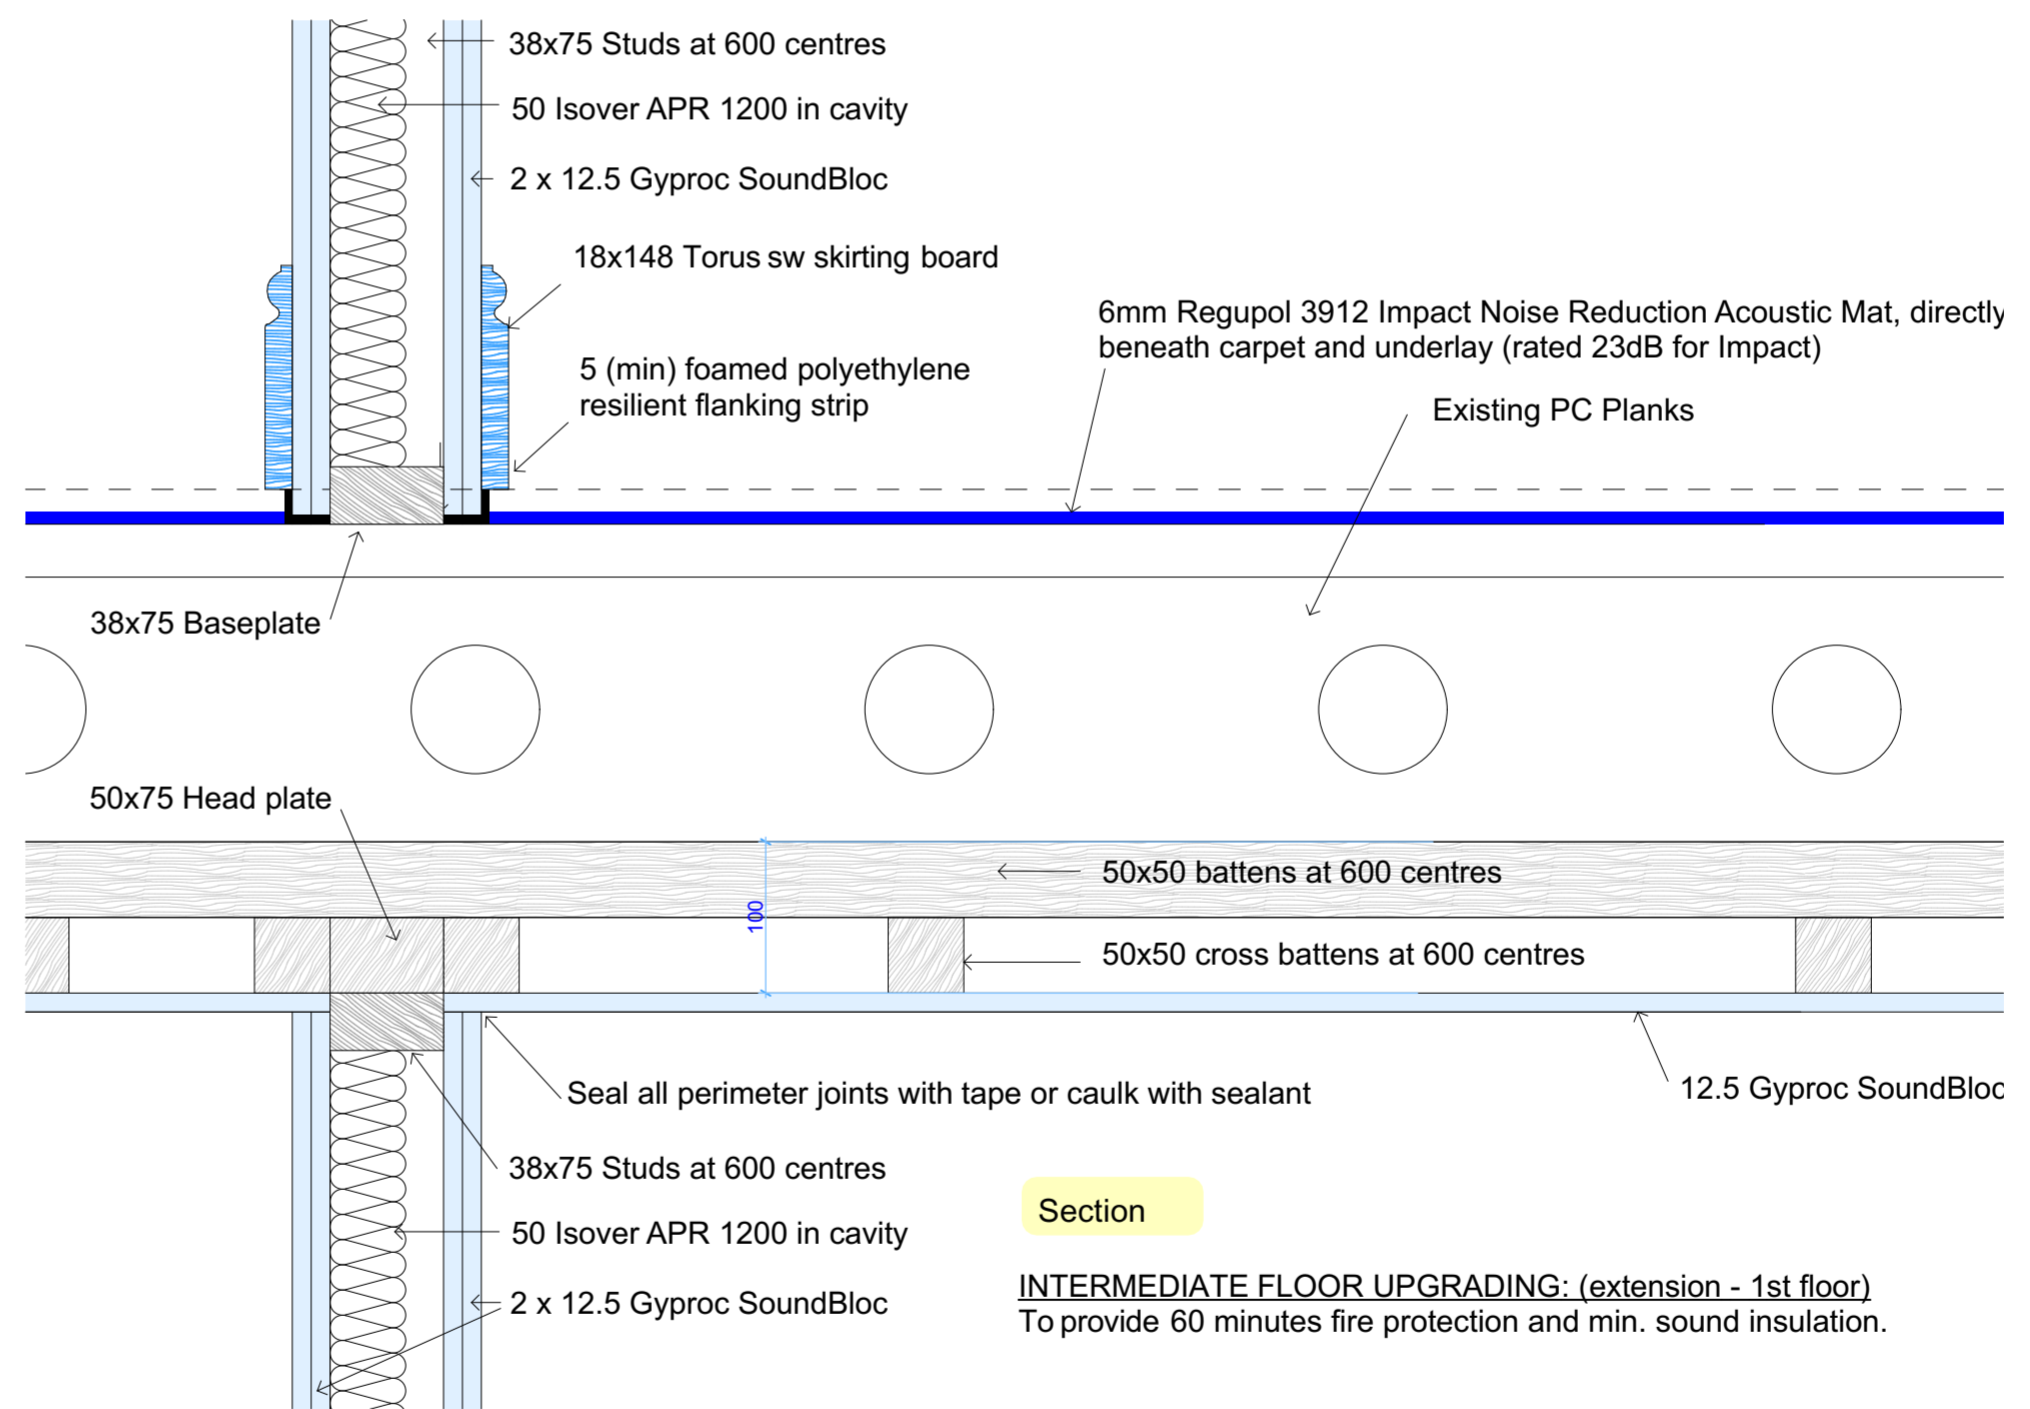 38x75 Studs at 600 centres
50 Isover APR 1200 in cavity
2 x 12.5 Gyproc SoundBloc
18x148 Torus sw skirting board
6mm Regupol 3912 Impact Noise Reduction Acoustic Mat, directly
beneath carpet and underlay (rated 23dB for Impact)
5 (min) foamed polyethylene
resilient flanking strip
Existing PC Planks
38x75 Baseplate
50x75 Head plate
50x50 battens at 600 centres
100
50x50 cross battens at 600 centres
Seal all perimeter joints with tape or caulk with sealant
12.5 Gyproc SoundBloc
38x75 Studs at 600 centres
50 Isover APR 1200 in cavity
2 x 12.5 Gyproc SoundBloc
Section
INTERMEDIATE FLOOR UPGRADING: (extension - 1st floor)
To provide 60 minutes fire protection and min. sound insulation.